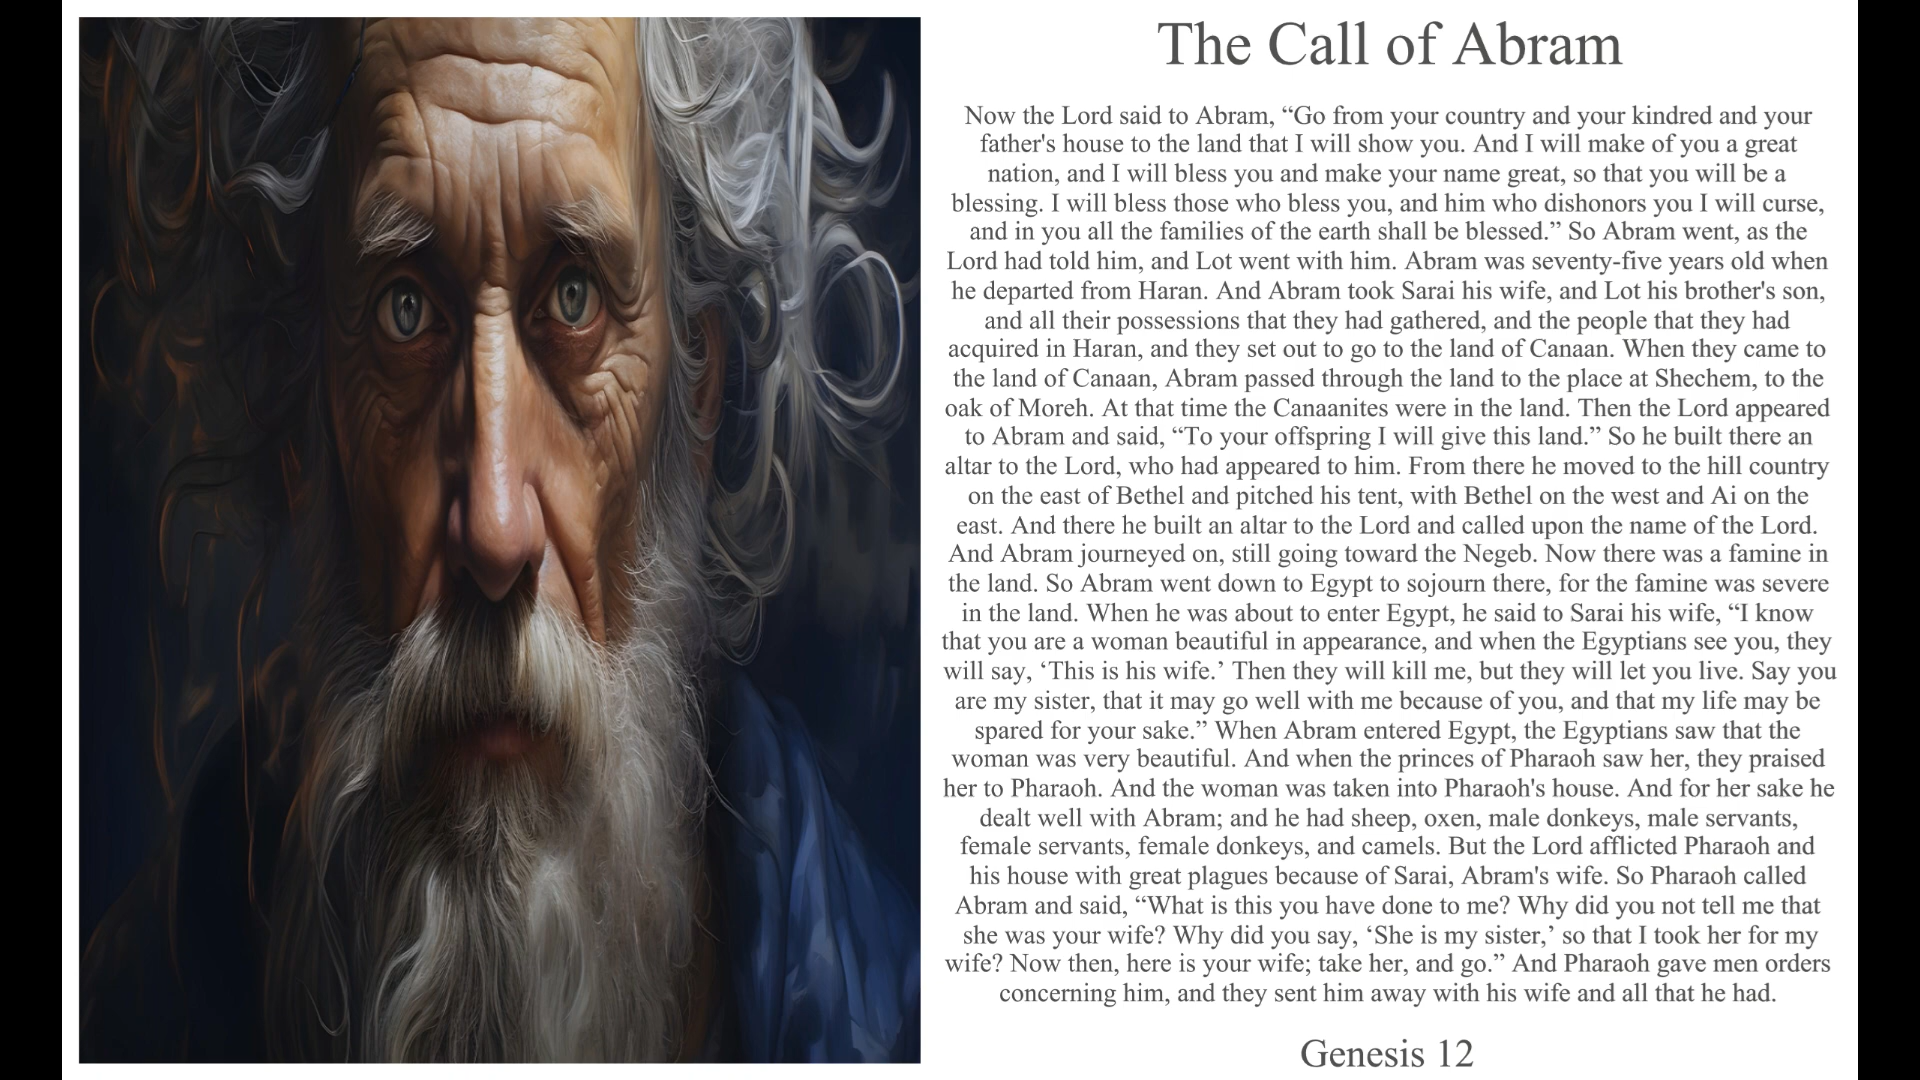 The Call of Abram
Now the Lord said to Abram, “Go from your country and your kindred and your
father's house to the land that I will show you. And I will make of you a great
nation, and I will bless you and make your name great, so that you will be a
blessing. I will bless those who bless you, and him who dishonors you I will curse,
and in you all the families of the earth shall be blessed.” So Abram went, as the
Lord had told him, and Lot went with him. Abram was seventy-five years old when
he departed from Haran. And Abram took Sarai his wife, and Lot his brother's son,
and all their possessions that they had gathered, and the people that they had
acquired in Haran, and they set out to go to the land of Canaan. When they came to
the land of Canaan, Abram passed through the land to the place at Shechem, to the
oak of Moreh. At that time the Canaanites were in the land. Then the Lord appeared
to Abram and said, “To your offspring I will give this land.” So he built there an
altar to the Lord, who had appeared to him. From there he moved to the hill country
on the east of Bethel and pitched his tent, with Bethel on the west and Ai on the
east. And there he built an altar to the Lord and called upon the name of the Lord.
And Abram journeyed on, still going toward the Negeb. Now there was a famine in
the land. So Abram went down to Egypt to sojourn there, for the famine was severe
in the land. When he was about to enter Egypt, he said to Sarai his wife, “I know
that you are a woman beautiful in appearance, and when the Egyptians see you, they
will say, ‘This is his wife.’ Then they will kill me, but they will let you live. Say you
are my sister, that it may go well with me because of you, and that my life may be
spared for your sake.” When Abram entered Egypt, the Egyptians saw that the
woman was very beautiful. And when the princes of Pharaoh saw her, they praised
her to Pharaoh. And the woman was taken into Pharaoh's house. And for her sake he
dealt well with Abram; and he had sheep, oxen, male donkeys, male servants,
female servants, female donkeys, and camels. But the Lord afflicted Pharaoh and
his house with great plagues because of Sarai, Abram's wife. So Pharaoh called
Abram and said, “What is this you have done to me? Why did you not tell me that
she was your wife? Why did you say, ‘She is my sister,’ so that I took her for my
wife? Now then, here is your wife; take her, and go.” And Pharaoh gave men orders
concerning him, and they sent him away with his wife and all that he had.
Genesis 12